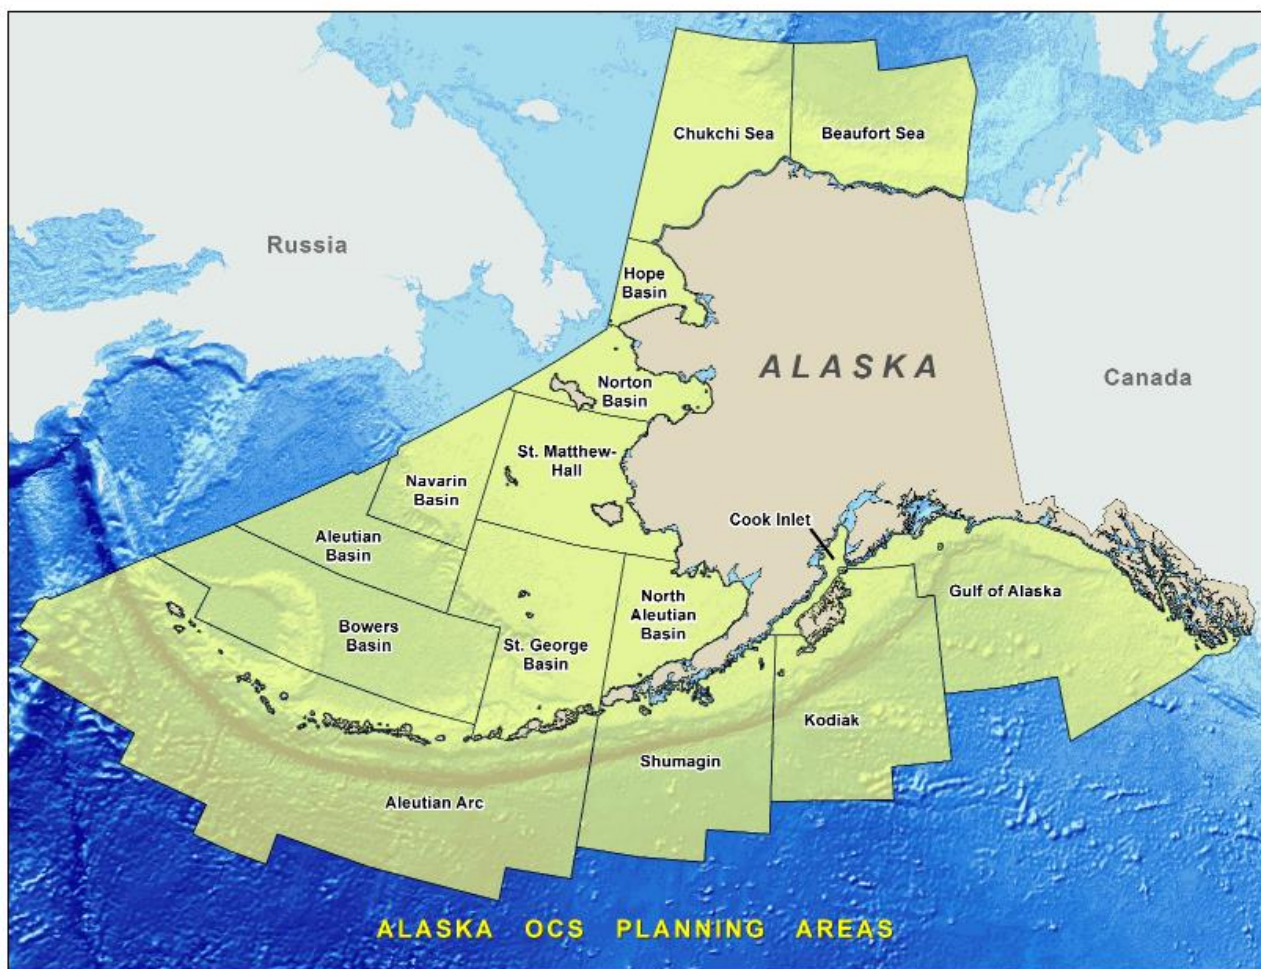 Chukchi Sea
Beaufort Sea
Russia
Hope
Basin
ALASKA
Canada
Norton
Basin
St. Matthew-
Hall
Navarin
Basin
Cook Inlet
Aleutian
Basin
North
Aleutian
Basin
Gulf of Alaska
Bowers
Basin
St. George
Basin
Kodiak
Shumagin
Aleutian Arc
ALASKA OCS PLANNING AREAS